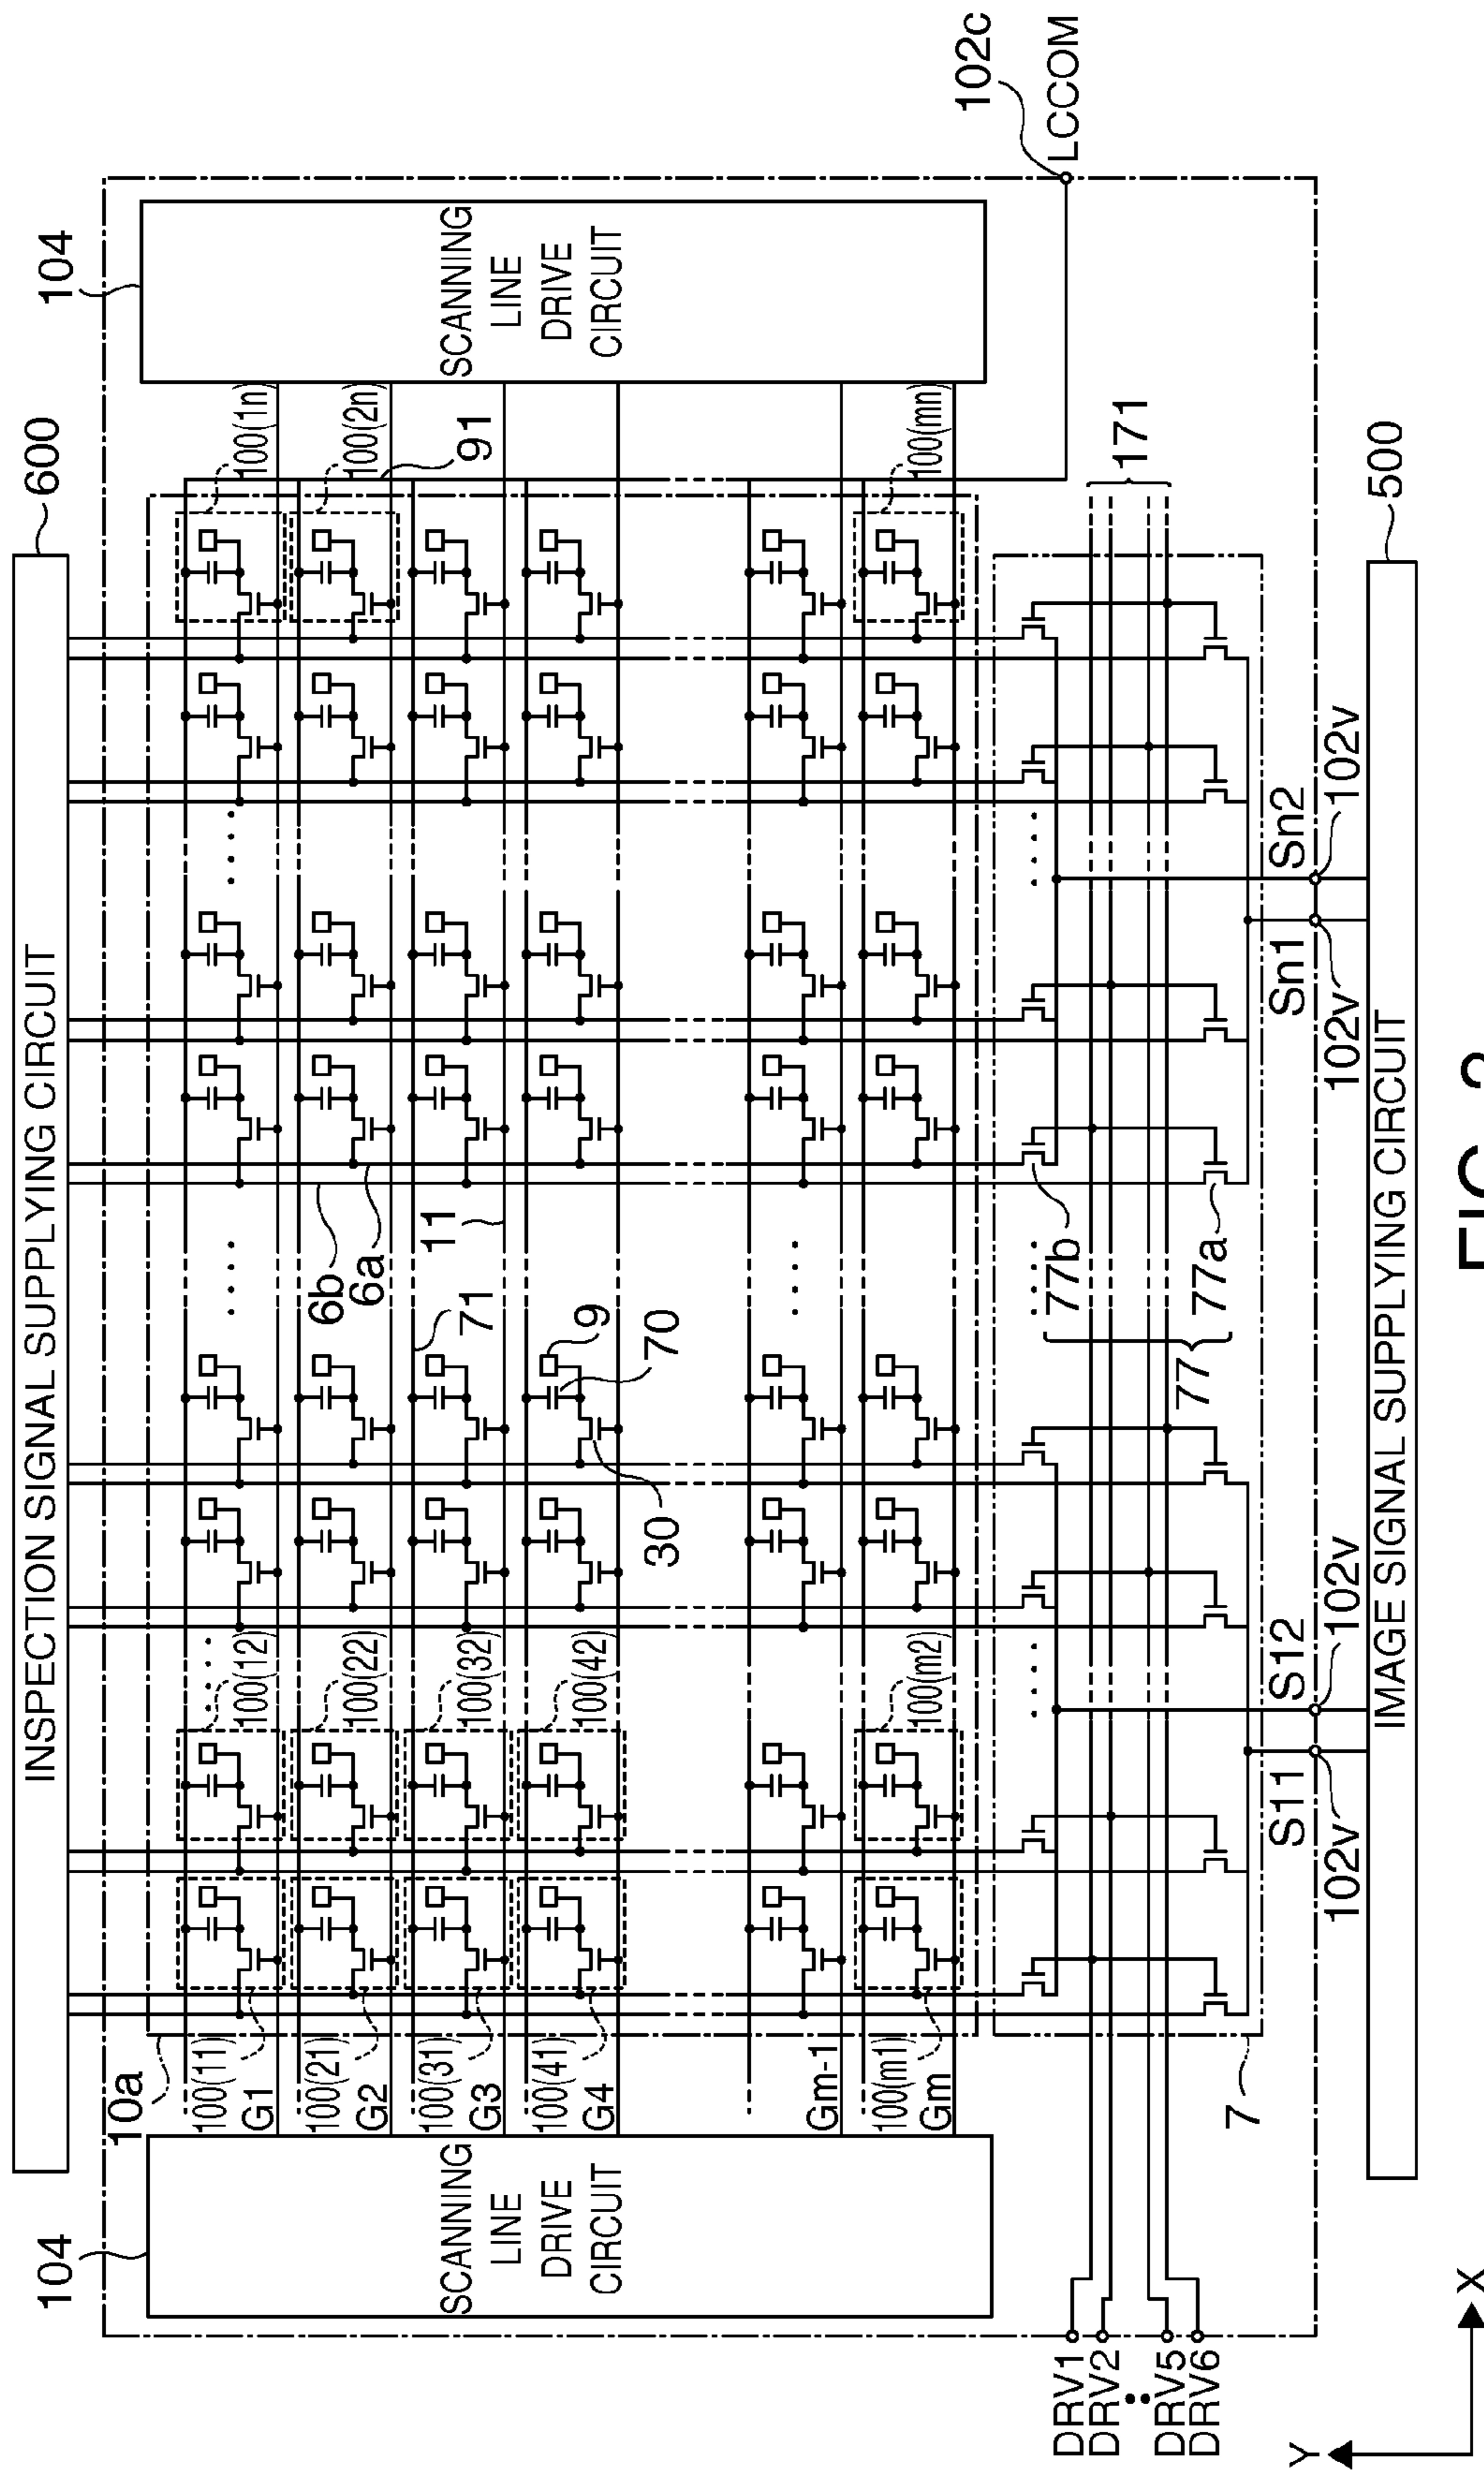 INSPECTION SIGNAL SUPPLYING CIRCUIT
600
104
104
10a
SCANNING
LINE
DRIVE
CIRCUIT
SCANNING
LINE
DRIVE
CIRCUIT
100(11)
G1
100(12)
100(1n)
100(21)
G2
100(22)
6b
6a
100(2n)
91
100(31)
G3
100(32)
71
11
100(41)
G4
100(42)
30
9
70
Gm-1
100(m1)
Gm
100(m2)
100(mn)
102c
LCCOM
77b
77
77a
171
DRV1
DRV2
DRV5
DRV6
7
S11
S12
Sn1
Sn2
102v
102v
102v
102v
IMAGE SIGNAL SUPPLYING CIRCUIT
500
Y
X